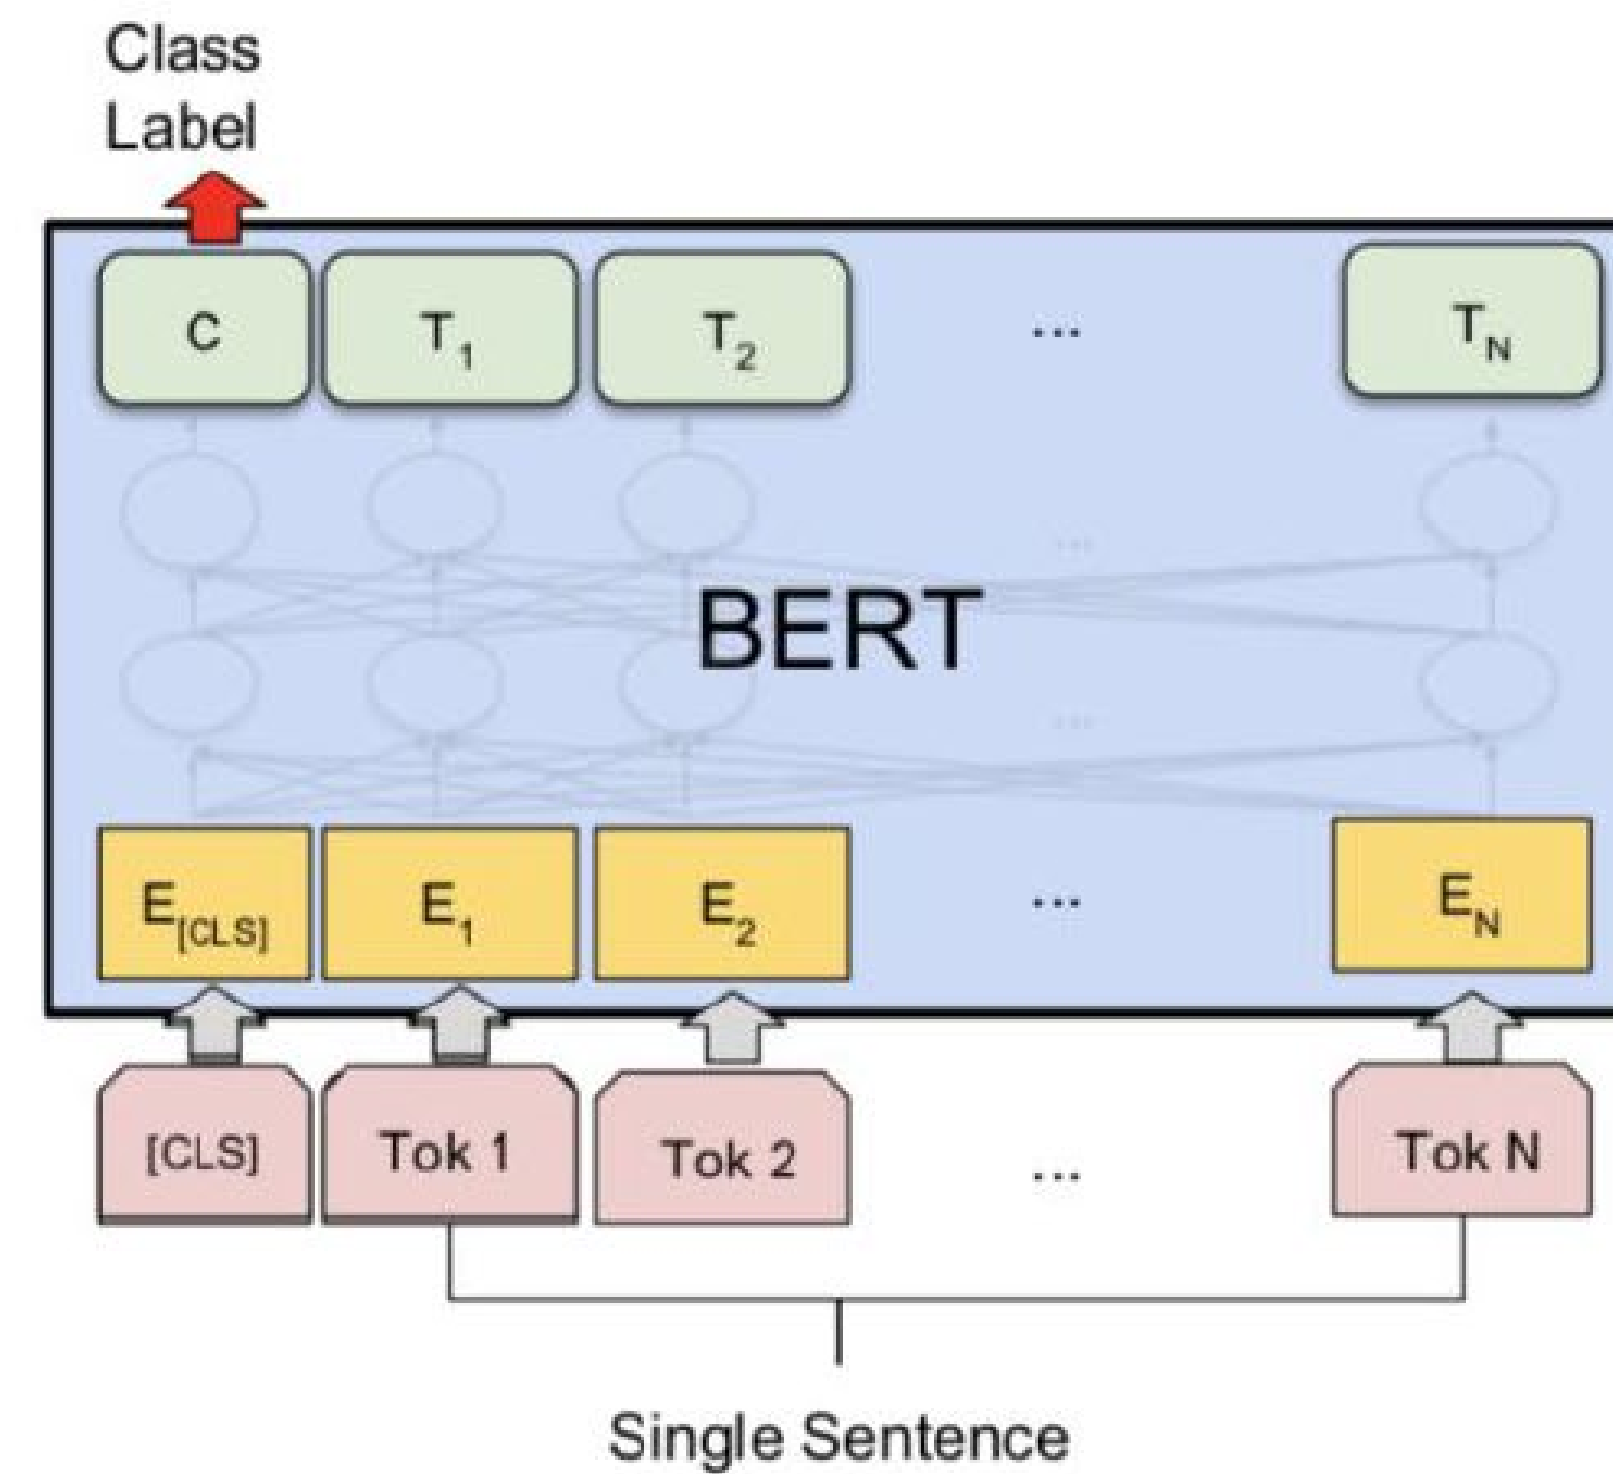 Class
Label
C T1 T2 ... TN
...
BERT
...
E[CLS] E1 E2 ... EN
[CLS] Tok 1 Tok 2 ... Tok N
Single Sentence